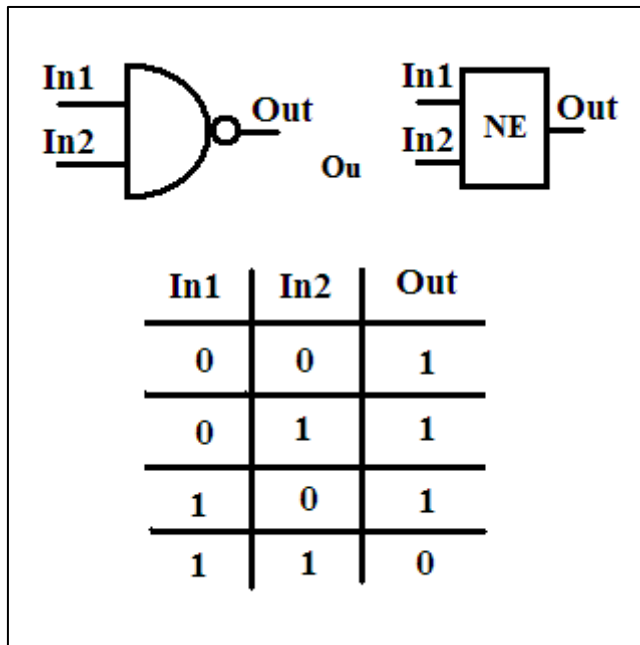 In1 Out
In2
Ou
In1 Out
In2 NE
In1 In2 Out
0 0 1
0 1 1
1 0 1
1 1 0